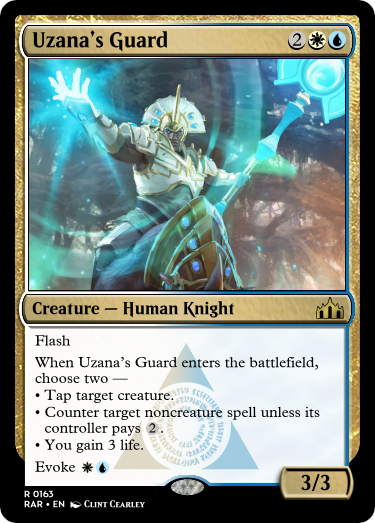 Uzana's Guard 2
Creature — Human Knight
Flash
When Uzana's Guard enters the battlefield,
choose two —
• Tap target creature.
• Counter target noncreature spell unless its
controller pays 2.
• You gain 3 life.
Evoke
3/3
R 0163
RAR • EN Clint Cearley